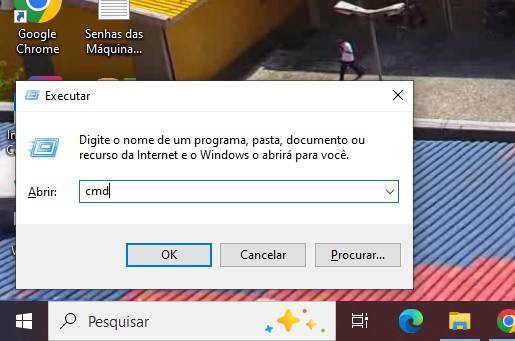 Google
Chrome
Senhas das
Máquina...
Executar
Digite o nome de um programa, pasta, documento ou
recurso da Internet e o Windows o abrirá para você.
Abrir:
cmd
OK
Cancelar
Procurar...
Pesquisar